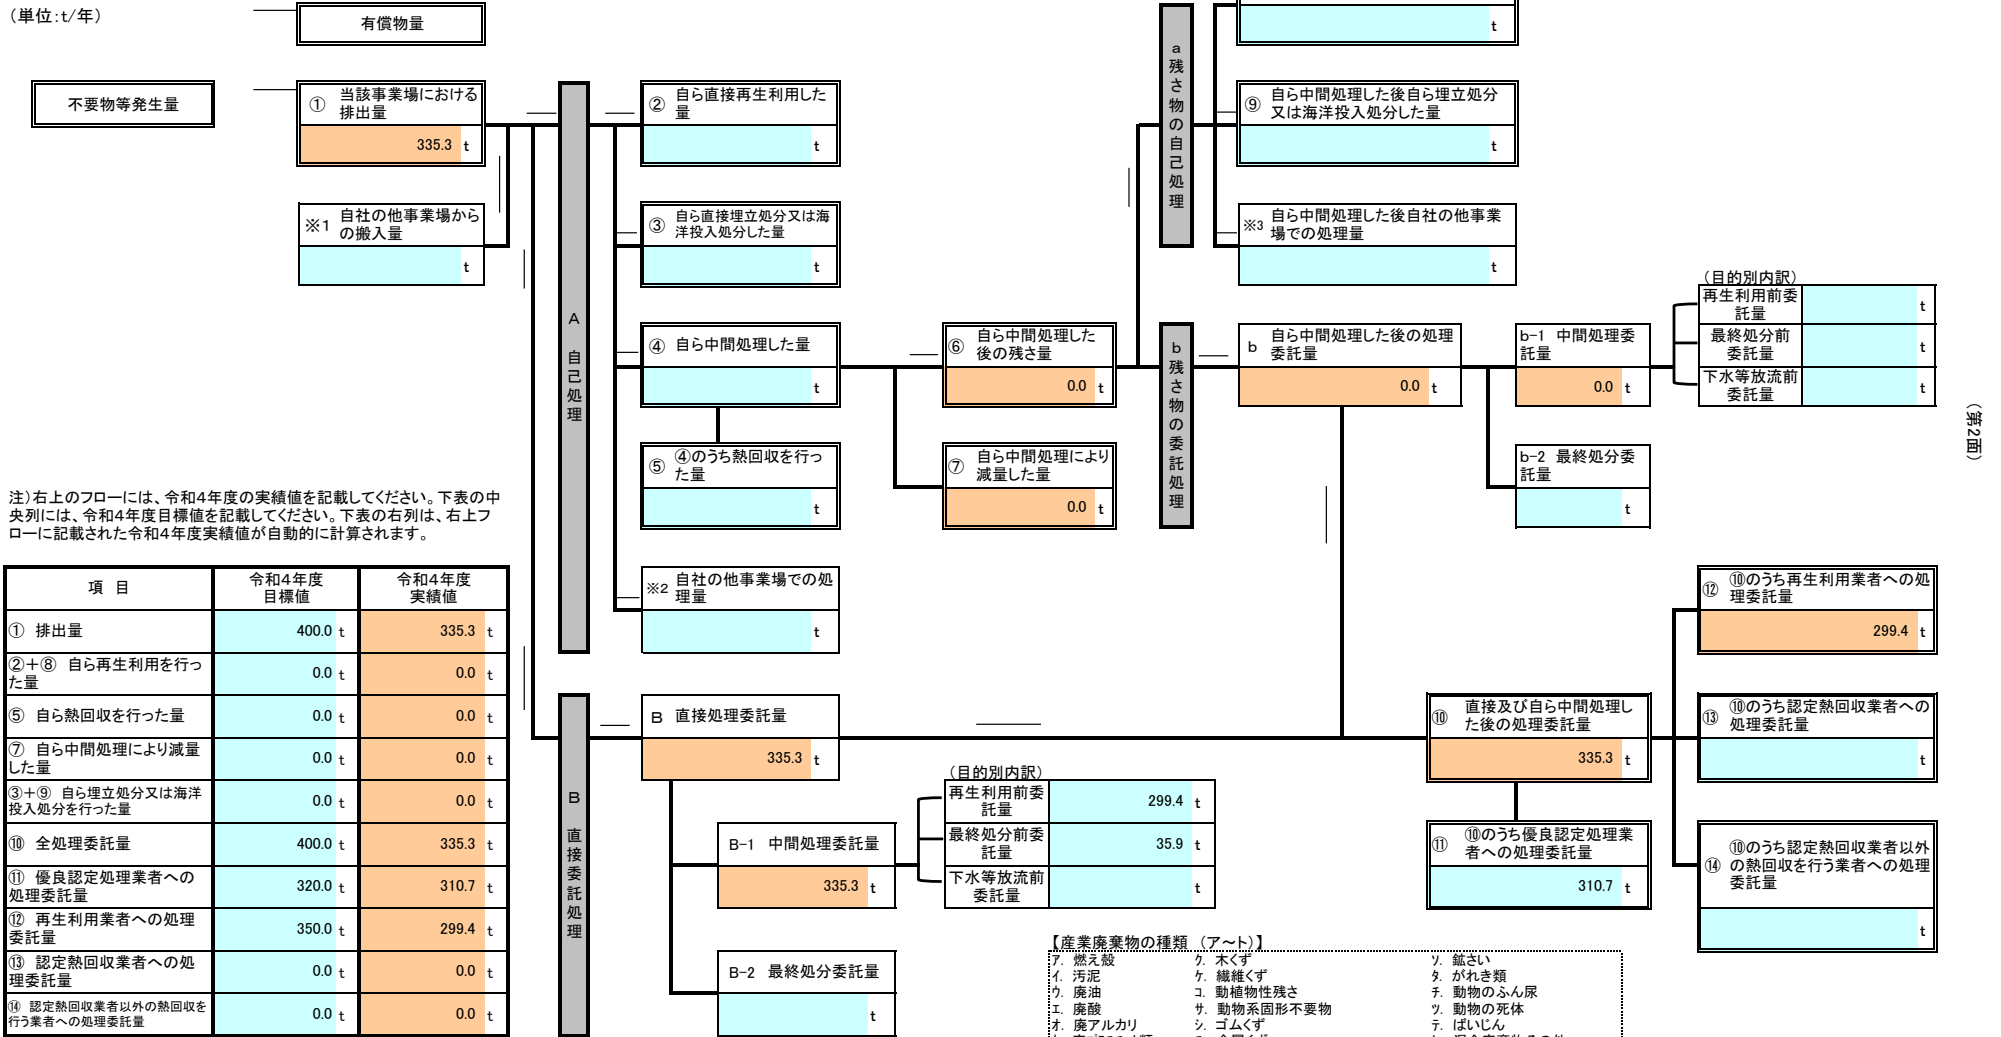 (単位:t/年)
有償物量
不要物等発生量
① 当該事業場における
排出量
335.3 t
※1 自社の他事業場から
の搬入量
t
A 自己処理
② 自ら直接再生利用した
量
t
③ 自ら直接埋立処分又は海
洋投入処分した量
t
④ 自ら中間処理した量
t
⑤ ④のうち熱回収を行っ
た量
t
※2 自社の他事業場での処
理量
t
⑥ 自ら中間処理した
後の残さ量
0.0 t
⑦ 自ら中間処理により
減量した量
0.0 t
a 残さ物の自己処理
t
⑨ 自ら中間処理した後自ら埋立処分
又は海洋投入処分した量
t
※3 自ら中間処理した後自社の他事業
場での処理量
t
b 残さ物の委託処理
b 自ら中間処理した後の処理
委託量
0.0 t
b-1 中間処理委
託量
0.0 t
b-2 最終処分委
託量
t
(目的別内訳)
再生利用前委
託量
t
最終処分前
委託量
t
下水等放流前
委託量
t
(第2面)
注)右上のフローには、令和4年度の実績値を記載してください。下表の中
央列には、令和4年度目標値を記載してください。下表の右列は、右上フ
ローに記載された令和4年度実績値が自動的に計算されます。
項 目 令和4年度
目標値 令和4年度
実績値
① 排出量 400.0 t 335.3 t
②+⑧ 自ら再生利用を行っ
た量 0.0 t 0.0 t
⑤ 自ら熱回収を行った量 0.0 t 0.0 t
⑦ 自ら中間処理により減量
した量 0.0 t 0.0 t
③+⑨ 自ら埋立処分又は海洋
投入処分を行った量 0.0 t 0.0 t
⑩ 全処理委託量 400.0 t 335.3 t
⑪ 優良認定処理業者への
処理委託量 320.0 t 310.7 t
⑫ 再生利用業者への処理
委託量 350.0 t 299.4 t
⑬ 認定熱回収業者への処
理委託量 0.0 t 0.0 t
⑭ 認定熱回収業者以外の熱回収を
行う業者への処理委託量 0.0 t 0.0 t
B 直接委託処理
B 直接処理委託量
335.3 t
B-1 中間処理委託量
335.3 t
B-2 最終処分委託量
t
(目的別内訳)
再生利用前委
託量
299.4 t
最終処分前委
託量
35.9 t
下水等放流前
委託量
t
⑩ 直接及び自ら中間処理し
た後の処理委託量
335.3 t
⑪ ⑩のうち優良認定処理業
者への処理委託量
310.7 t
⑫ ⑩のうち再生利用業者への処
理委託量
299.4 t
⑬ ⑩のうち認定熱回収業者への
処理委託量
t
⑭ ⑩のうち認定熱回収業者以外
の熱回収を行う業者への処理
委託量
t
【産業廃棄物の種類 (ア~ト)】
ア. 燃え殻 ク. 木くず ソ. 鉱さい
イ. 汚泥 ケ. 繊維くず タ. がれき類
ウ. 廃油 コ. 動植物性残さ チ. 動物のふん尿
エ. 廃酸 サ. 動物系固形不要物 ツ. 動物の死体
オ. 廃アルカリ シ. ゴムくず テ. ばいじん